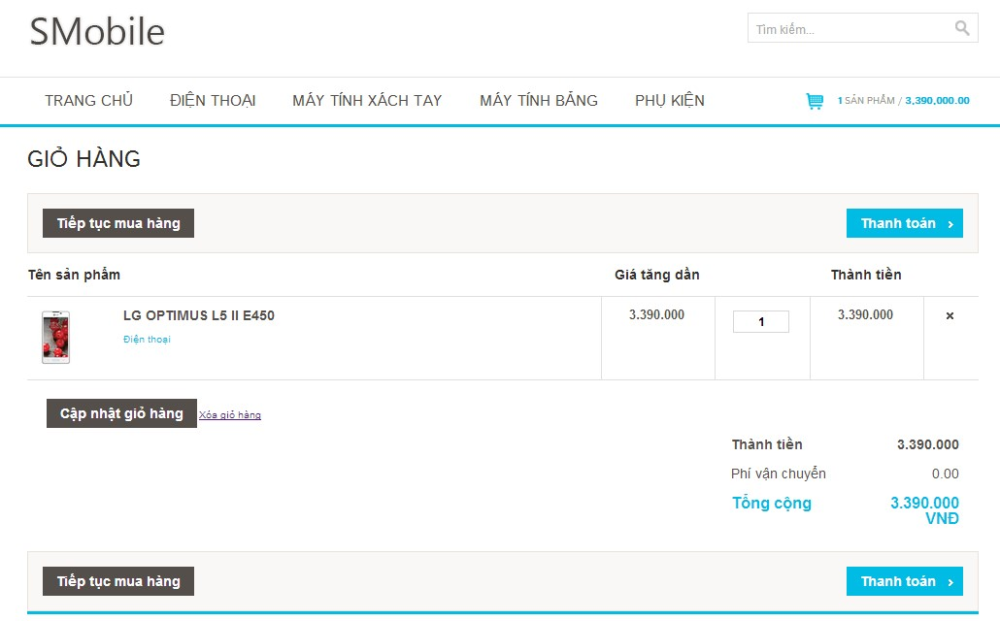 SMobile
Tìm kiếm...
TRANG CHỦ ĐIỆN THOẠI MÁY TÍNH XÁCH TAY MÁY TÍNH BẢNG PHỤ KIỆN 1 SẢN PHẨM / 3,390,000.00
GIỎ HÀNG
Tiếp tục mua hàng Thanh toán ›
Tên sản phẩm Giá tăng dần Thành tiền
LG OPTIMUS L5 II E450 3.390.000 1 3.390.000 ×
Điện thoại
Cập nhật giỏ hàng Xóa giỏ hàng
Thành tiền 3.390.000
Phí vận chuyển 0.00
Tổng cộng 3.390.000
VNĐ
Tiếp tục mua hàng Thanh toán ›